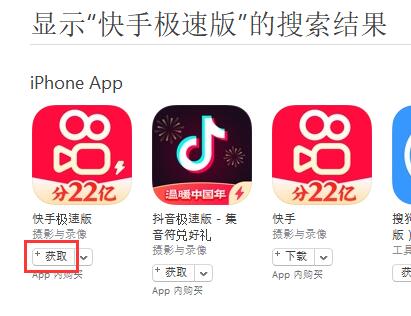 显示“快手极速版”的搜索结果
iPhone App
分22亿
温暖中国年
分22亿
快手极速版
摄影与录像
+ 获取
App 内购买
抖音极速版 - 集
音符兑好礼
摄影与录像
+ 获取
App 内购买
快手
摄影与录像
+ 下载
App 内购买
搜狗
版）
工具
获